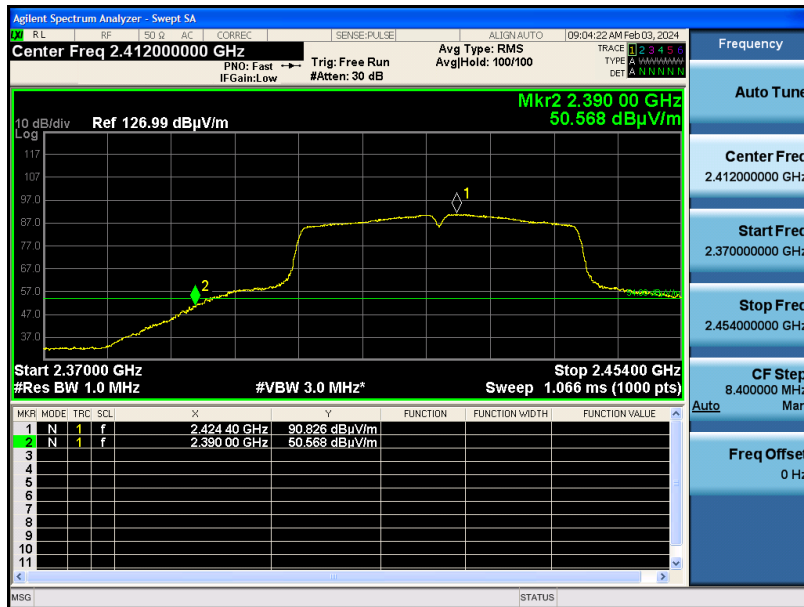 Agilent Spectrum Analyzer - Swept SA
LXI RL RF 50 Ω AC CORREC SENSE:PULSE ALIGN AUTO 09:04:22 AM Feb 03, 2024
Center Freq 2.412000000 GHz
PNO: Fast
IFGain:Low
Trig: Free Run
#Atten: 30 dB
Avg Type: RMS
Avg|Hold: 100/100
TRACE 1 2 3 4 5 6
TYPE A WWWWW
DET A N N N N N
Mkr2 2.390 00 GHz
50.568 dBµV/m
10 dB/div Ref 126.99 dBµV/m
Log
117
107
97.0
87.0
77.0
67.0
57.0
47.0
37.0
1
2
Start 2.37000 GHz Stop 2.45400 GHz
#Res BW 1.0 MHz #VBW 3.0 MHz* Sweep 1.066 ms (1000 pts)
MKR MODE TRC SCL X Y FUNCTION FUNCTION WIDTH FUNCTION VALUE
1 N 1 f 2.424 40 GHz 90.826 dBµV/m
2 N 1 f 2.390 00 GHz 50.568 dBµV/m
3
4
5
6
7
8
9
10
11
MSG STATUS
Frequency
Auto Tune
Center Freq
2.412000000 GHz
Start Freq
2.370000000 GHz
Stop Freq
2.454000000 GHz
CF Step
8.400000 MHz
Auto Man
Freq Offset
0 Hz